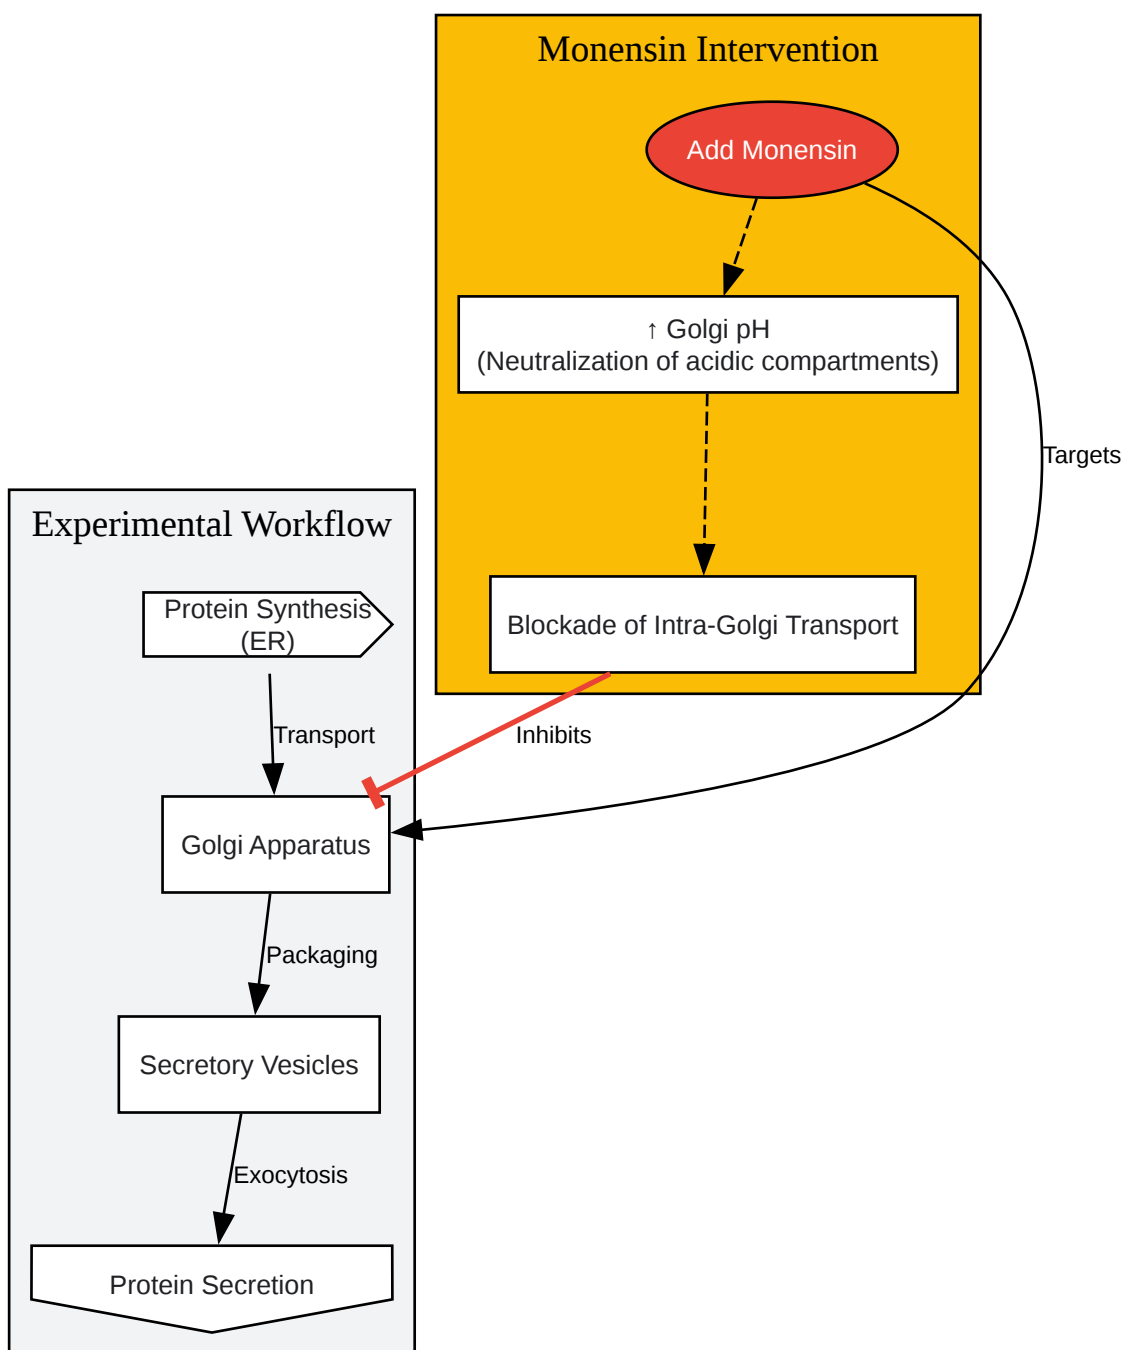 Monensin Intervention
Add Monensin
↑ Golgi pH
(Neutralization of acidic compartments)
Targets
Blockade of Intra-Golgi Transport
Inhibits
Experimental Workflow
Protein Synthesis
(ER)
Transport
Golgi Apparatus
Packaging
Secretory Vesicles
Exocytosis
Protein Secretion